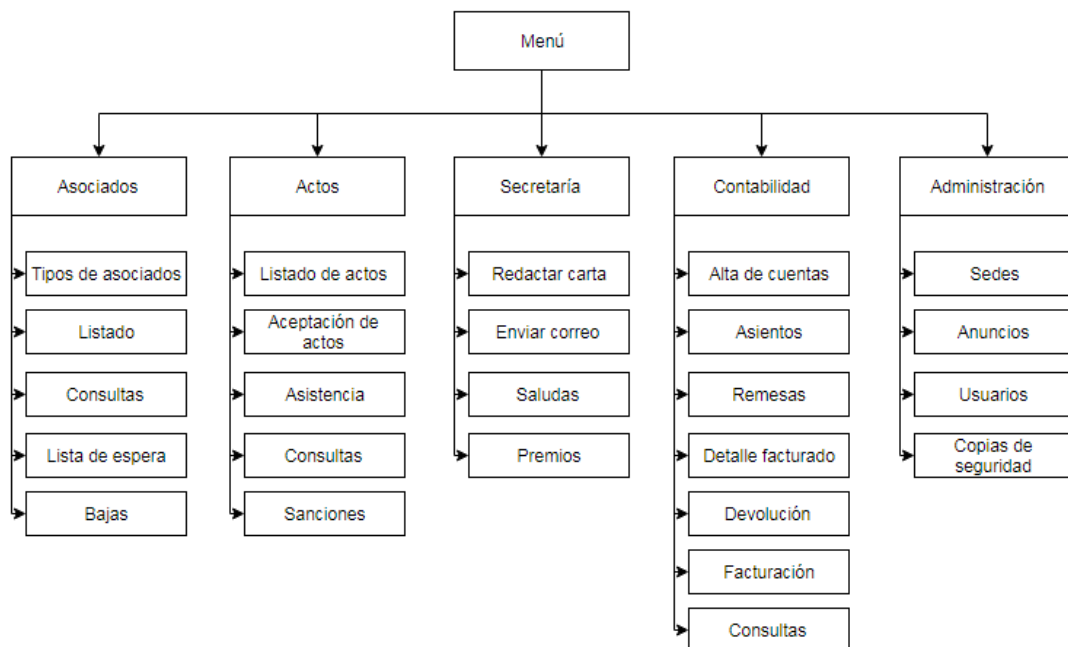 Menú
Asociados
Actos
Secretaría
Contabilidad
Administración
Tipos de asociados
Listado
Consultas
Lista de espera
Bajas
Listado de actos
Aceptación de
actos
Asistencia
Consultas
Sanciones
Redactar carta
Enviar correo
Saludas
Premios
Alta de cuentas
Asientos
Remesas
Detalle facturado
Devolución
Facturación
Consultas
Sedes
Anuncios
Usuarios
Copias de
seguridad